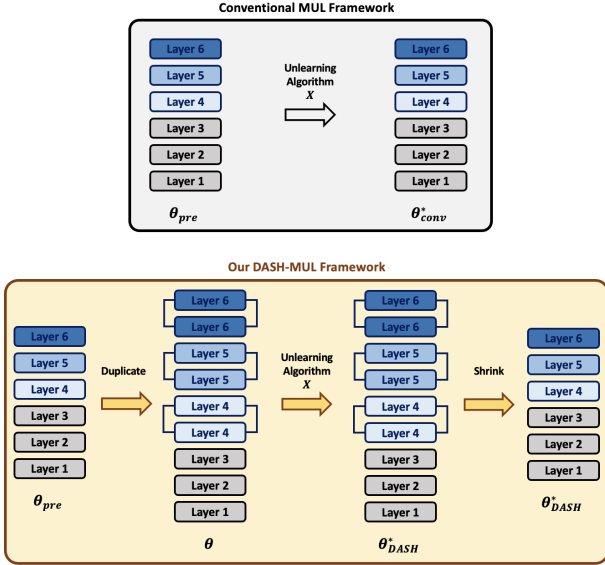 Conventional MUL Framework
Layer 6
Layer 5
Layer 4
Layer 3
Layer 2
Layer 1
θpre
Unlearning
Algorithm
X
Layer 6
Layer 5
Layer 4
Layer 3
Layer 2
Layer 1
θ*conv
Our DASH-MUL Framework
Layer 6
Layer 5
Layer 4
Layer 3
Layer 2
Layer 1
θpre
Duplicate
Layer 6
Layer 6
Layer 5
Layer 5
Layer 4
Layer 4
Layer 3
Layer 2
Layer 1
θ
Unlearning
Algorithm
X
Layer 6
Layer 6
Layer 5
Layer 5
Layer 4
Layer 4
Layer 3
Layer 2
Layer 1
θ*DASH
Shrink
Layer 6
Layer 5
Layer 4
Layer 3
Layer 2
Layer 1
θ*DASH